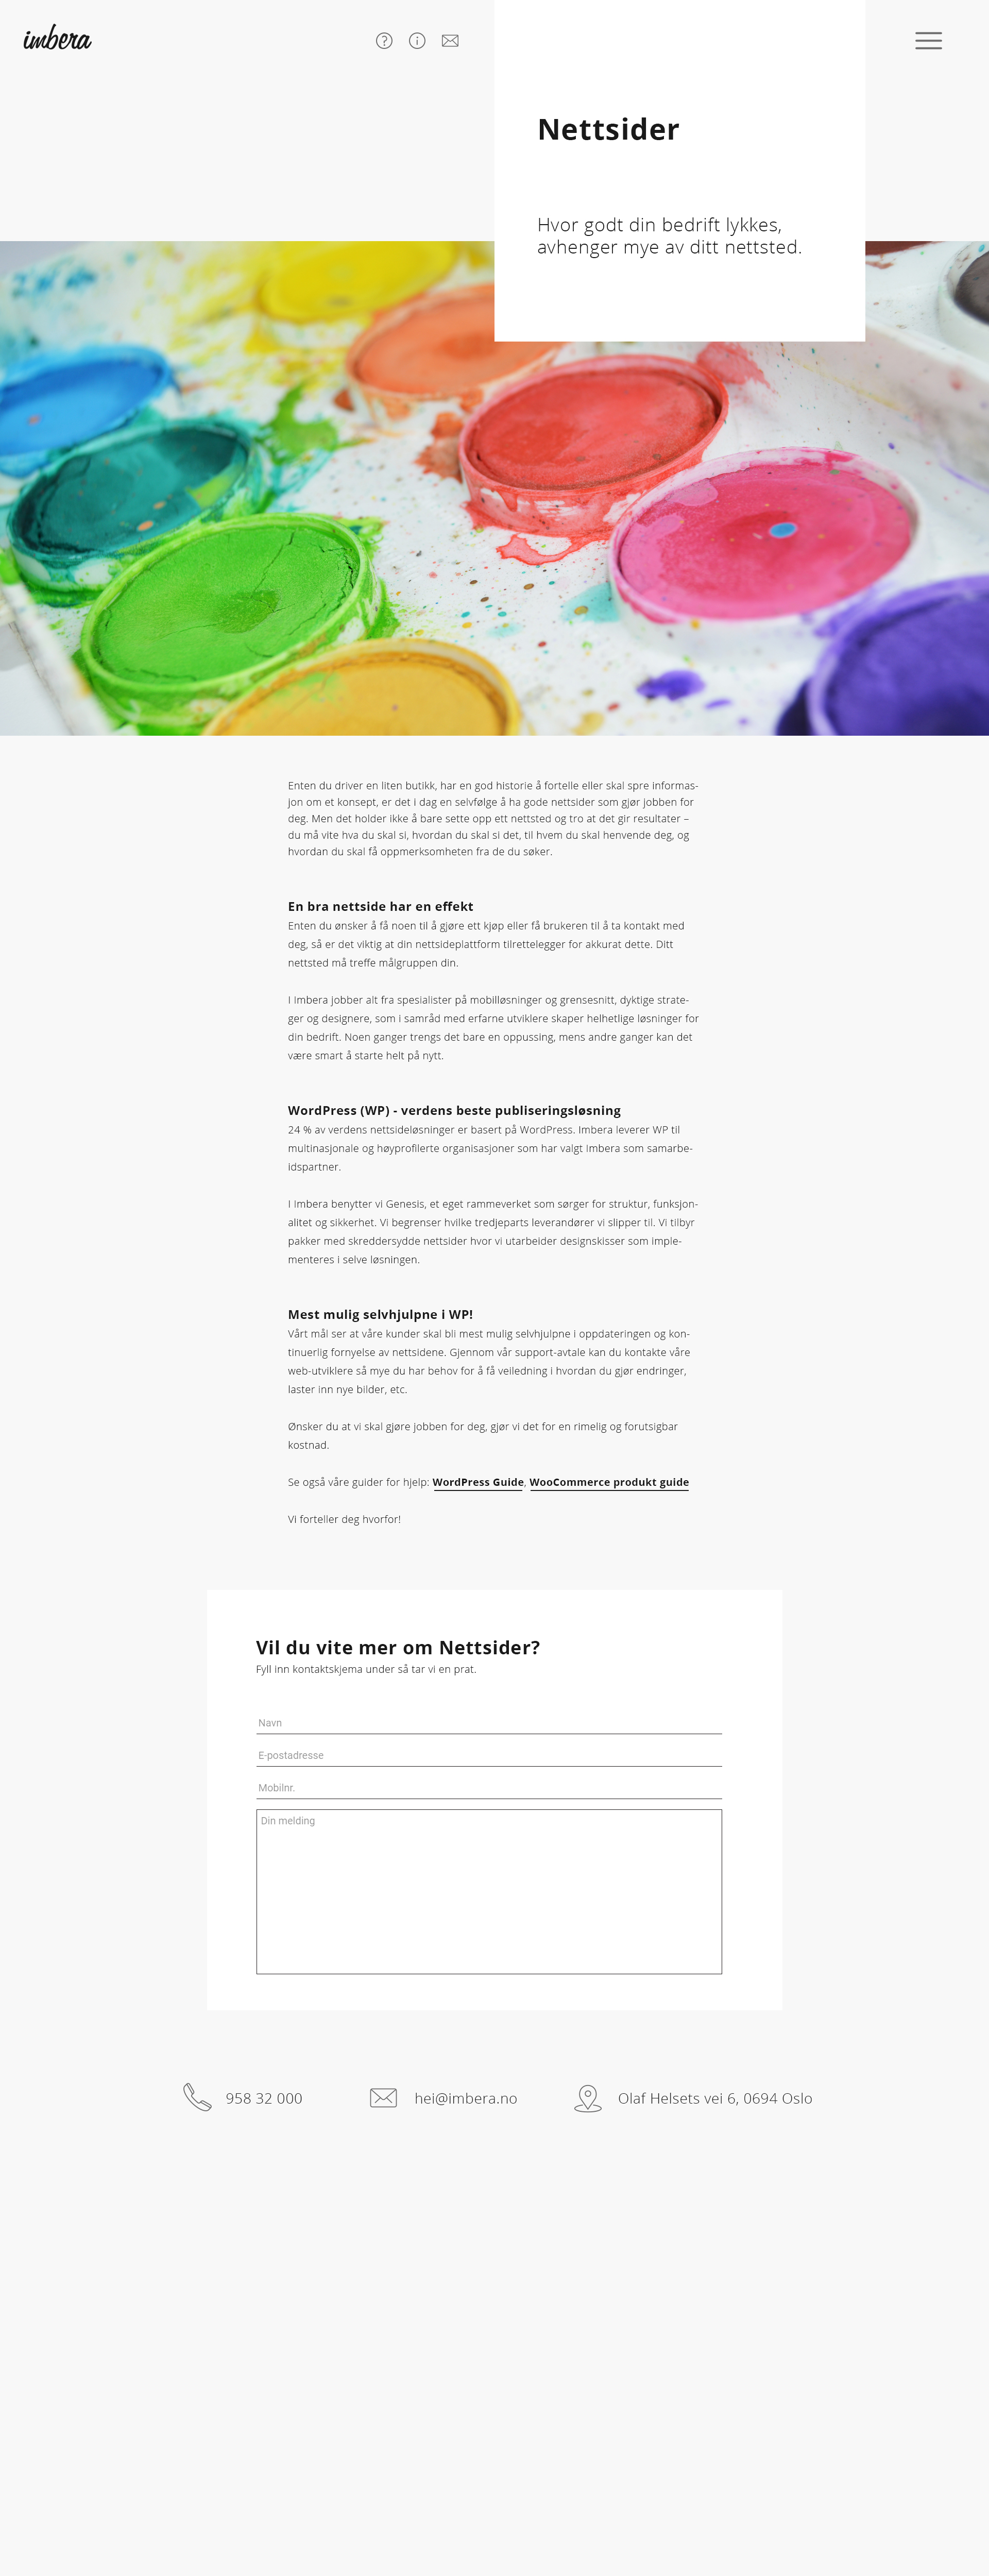 imbera
Nettsider
Hvor godt din bedrift lykkes,
avhenger mye av ditt nettsted.
Enten du driver en liten butikk, har en god historie å fortelle eller skal spre informas-
jon om et konsept, er det i dag en selvfølge å ha gode nettsider som gjør jobben for
deg. Men det holder ikke å bare sette opp ett nettsted og tro at det gir resultater –
du må vite hva du skal si, hvordan du skal si det, til hvem du skal henvende deg, og
hvordan du skal få oppmerksomheten fra de du søker.
En bra nettside har en effekt
Enten du ønsker å få noen til å gjøre ett kjøp eller få brukeren til å ta kontakt med
deg, så er det viktig at din nettsideplattform tilrettelegger for akkurat dette. Ditt
nettsted må treffe målgruppen din.
I Imbera jobber alt fra spesialister på mobilløsninger og grensesnitt, dyktige strate-
ger og designere, som i samråd med erfarne utviklere skaper helhetlige løsninger for
din bedrift. Noen ganger trengs det bare en oppussing, mens andre ganger kan det
være smart å starte helt på nytt.
WordPress (WP) - verdens beste publiseringsløsning
24 % av verdens nettsideløsninger er basert på WordPress. Imbera leverer WP til
multinasjonale og høyprofilerte organisasjoner som har valgt Imbera som samarbe-
idspartner.
I Imbera benytter vi Genesis, et eget rammeverket som sørger for struktur, funksjon-
alitet og sikkerhet. Vi begrenser hvilke tredjeparts leverandører vi slipper til. Vi tilbyr
pakker med skreddersydde nettsider hvor vi utarbeider designskisser som imple-
menteres i selve løsningen.
Mest mulig selvhjulpne i WP!
Vårt mål ser at våre kunder skal bli mest mulig selvhjulpne i oppdateringen og kon-
tinuerlig fornyelse av nettsidene. Gjennom vår support-avtale kan du kontakte våre
web-utviklere så mye du har behov for å få veiledning i hvordan du gjør endringer,
laster inn nye bilder, etc.
Ønsker du at vi skal gjøre jobben for deg, gjør vi det for en rimelig og forutsigbar
kostnad.
Se også våre guider for hjelp: WordPress Guide, WooCommerce produkt guide
Vi forteller deg hvorfor!
Vil du vite mer om Nettsider?
Fyll inn kontaktskjema under så tar vi en prat.
Navn
E-postadresse
Mobilnr.
Din melding
958 32 000
hei@imbera.no
Olaf Helsets vei 6, 0694 Oslo